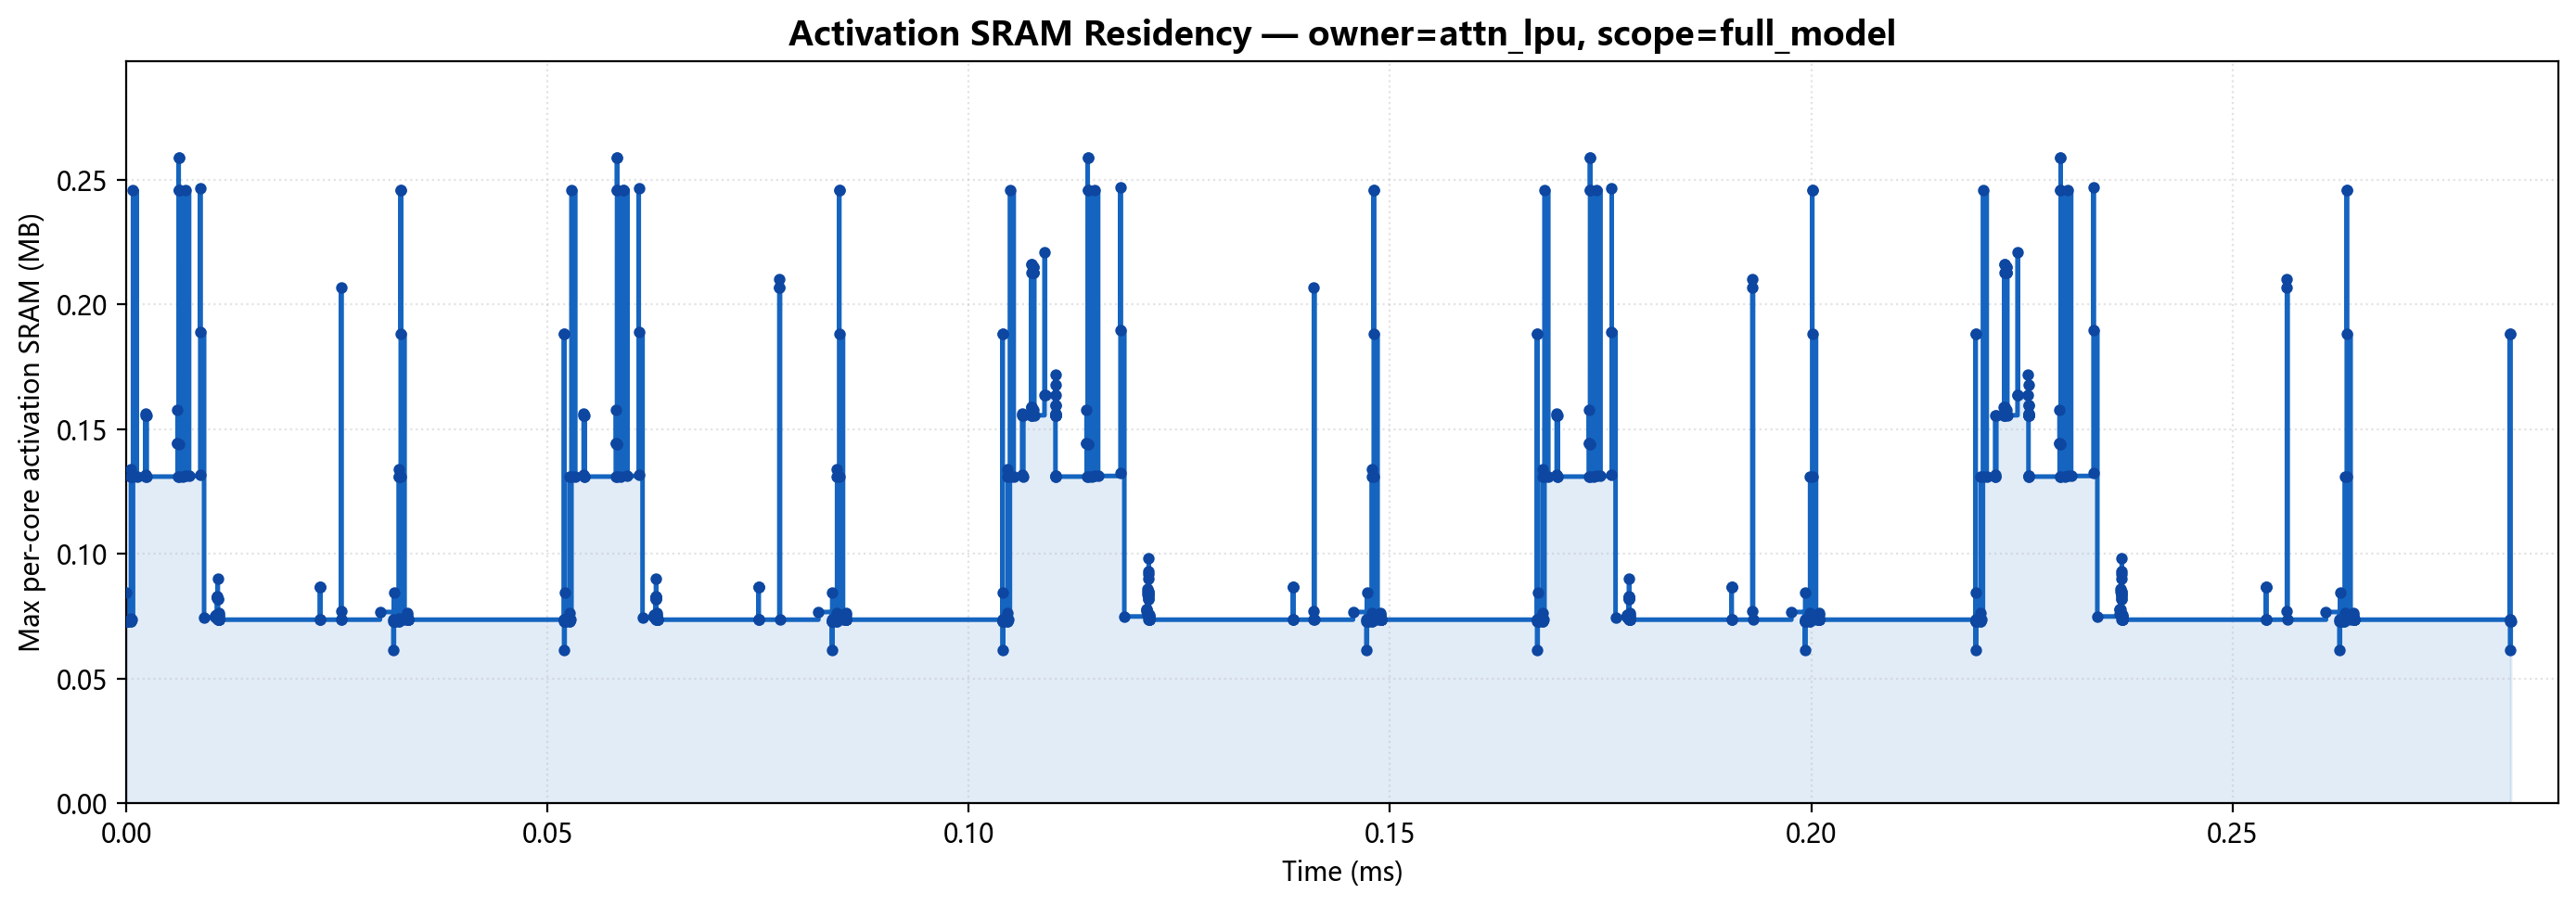 Activation SRAM Residency — owner=attn_lpu, scope=full_model
Max per-core activation SRAM (MB)
0.25
0.20
0.15
0.10
0.05
0.00
0.00 0.05 0.10 0.15 0.20 0.25
Time (ms)